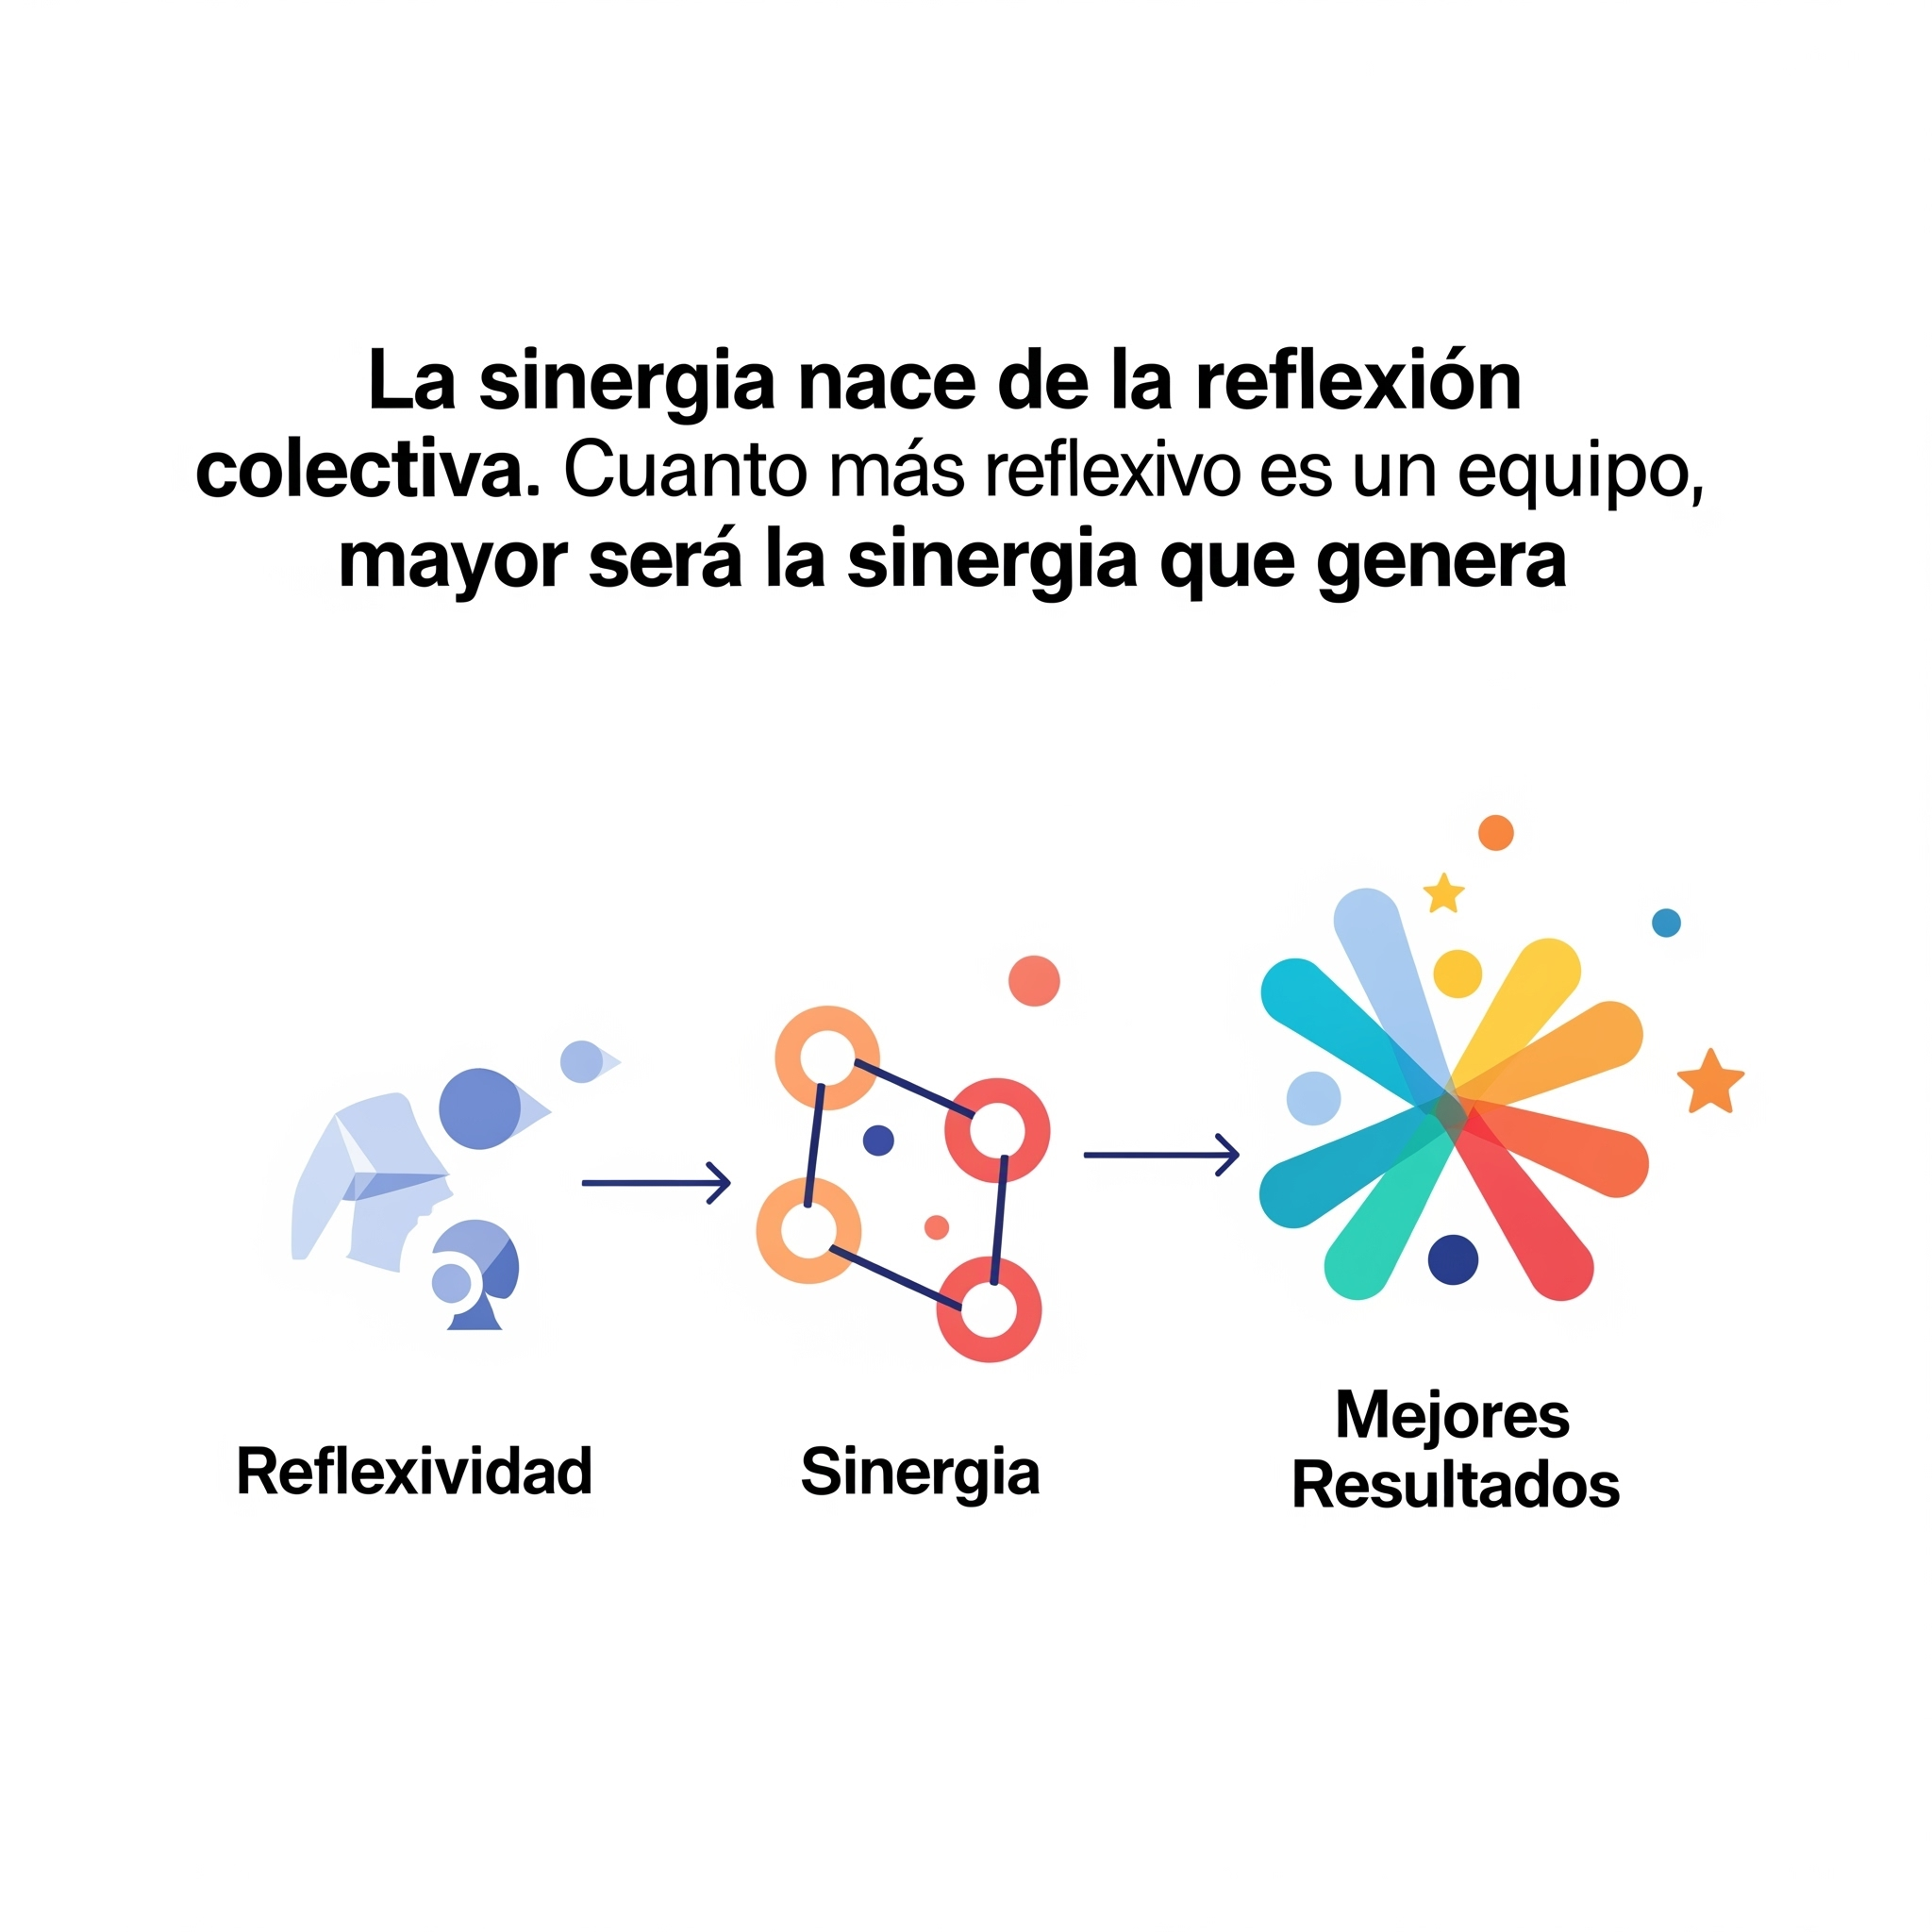 La sinergia nace de la reflexión
colectiva. Cuanto más reflexivo es un equipo,
mayor será la sinergia que genera
Reflexividad
Sinergia
Mejores
Resultados